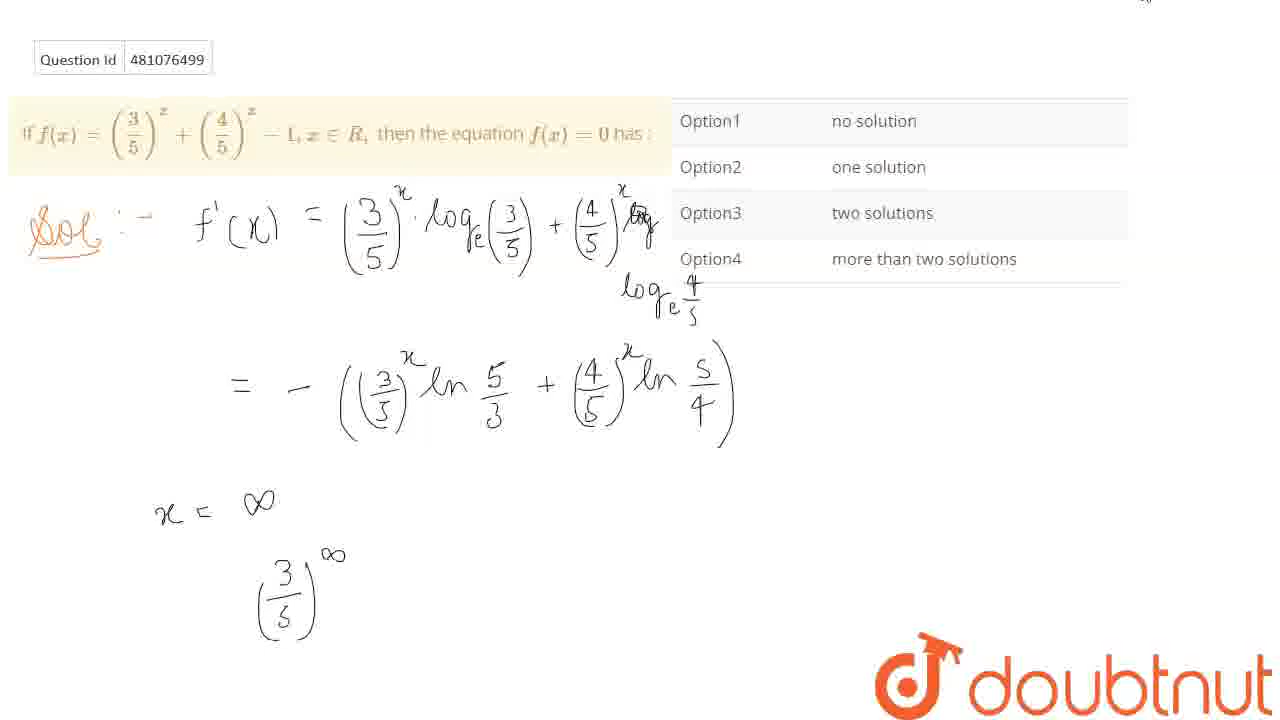 Question Id 481076499
If f(x) = (3/5)^x + (4/5)^x − 1, x ∈ R, then the equation f(x) = 0 has :
Option1 no solution
Option2 one solution
Option3 two solutions
Option4 more than two solutions
Sol :-
f'(x) = (3/5)^x . log_e (3/5) + (4/5)^x
log_e 4/5
= - ((3/5)^x ln 5/3 + (4/5)^x ln 5/4)
x = ∞
(3/5)^∞
doubtnut